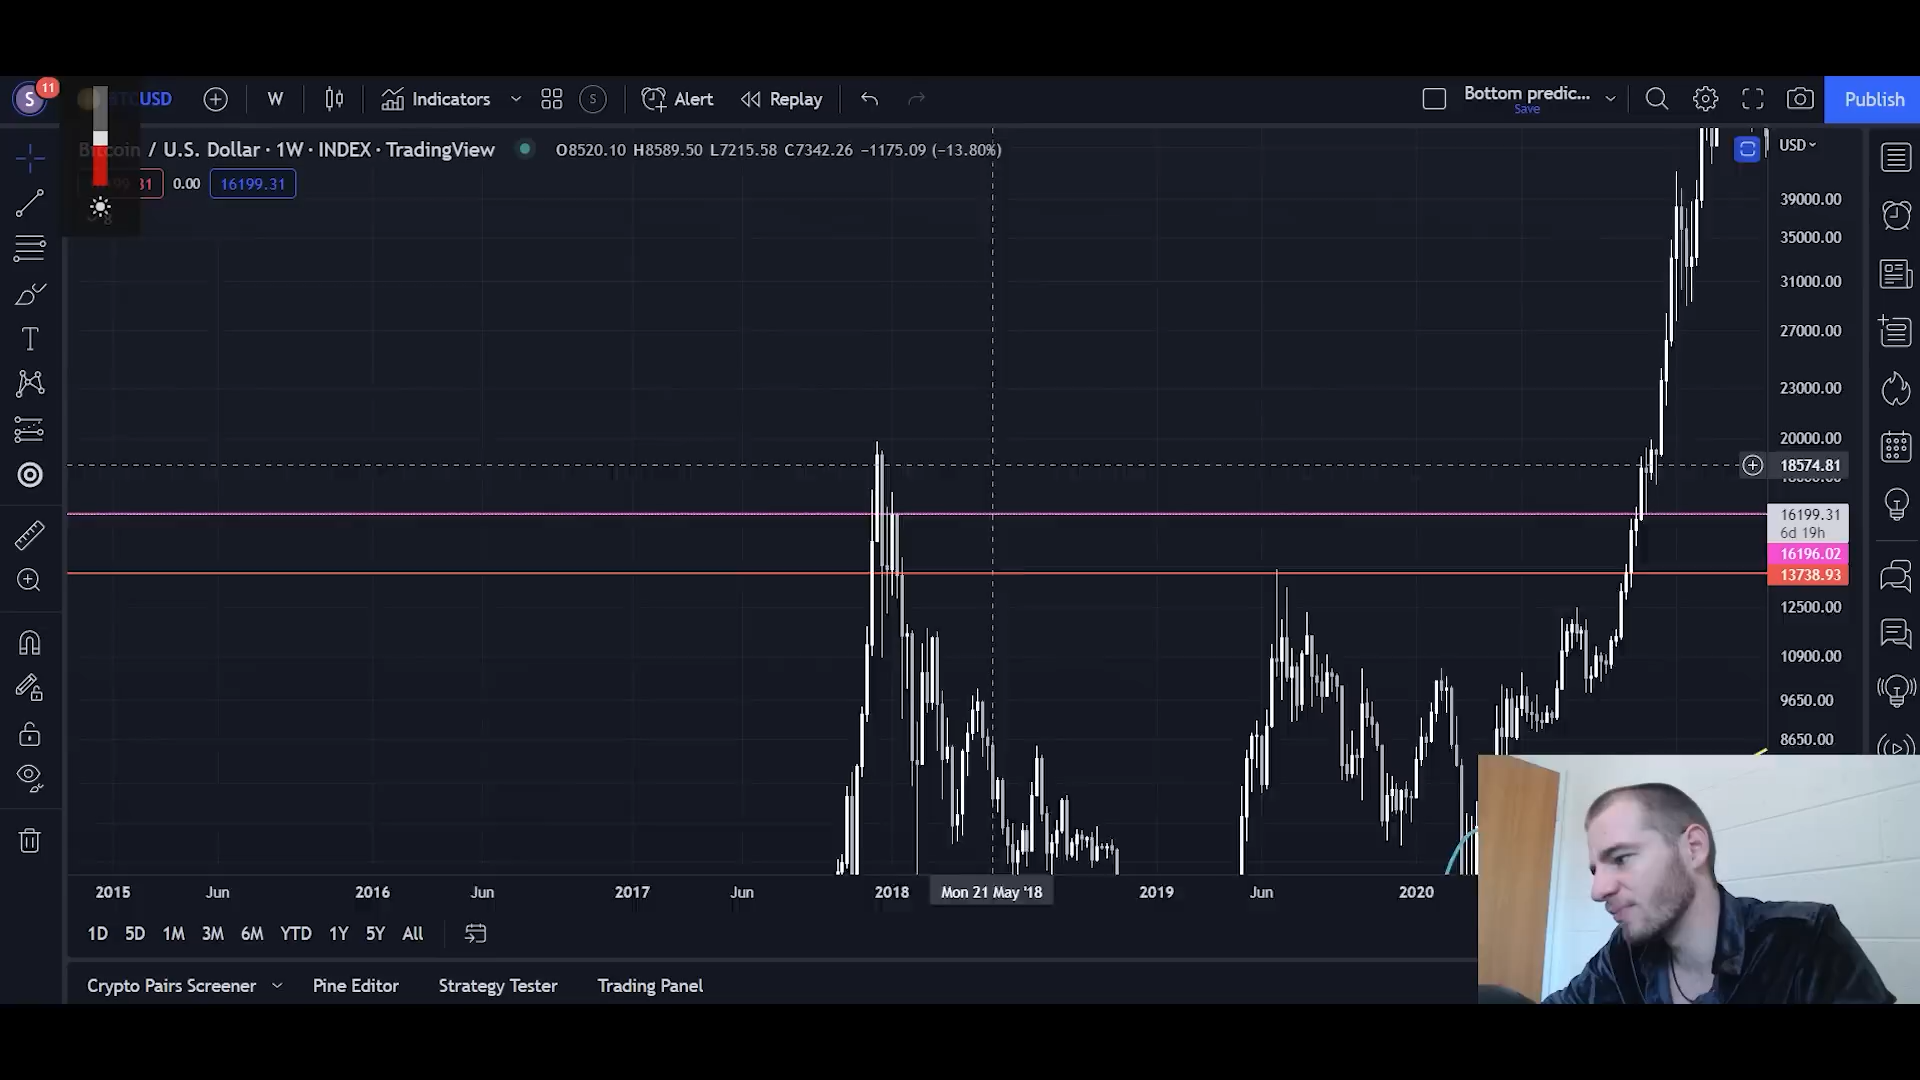 S
11
BTCUSD
W
Indicators
S
Alert
Replay
Bottom predic...
Save
Publish
Bitcoin / U.S. Dollar · 1W · INDEX · TradingView
O8520.10 H8589.50 L7215.58 C7342.26 −1175.09 (−13.80%)
USD
0.00
16199.31
39000.00
35000.00
31000.00
27000.00
23000.00
20000.00
18574.81
16199.31
6d 19h
16196.02
13738.93
12500.00
10900.00
9650.00
8650.00
2015
Jun
2016
Jun
2017
Jun
2018
Mon 21 May '18
2019
Jun
2020
1D
5D
1M
3M
6M
YTD
1Y
5Y
All
Crypto Pairs Screener
Pine Editor
Strategy Tester
Trading Panel